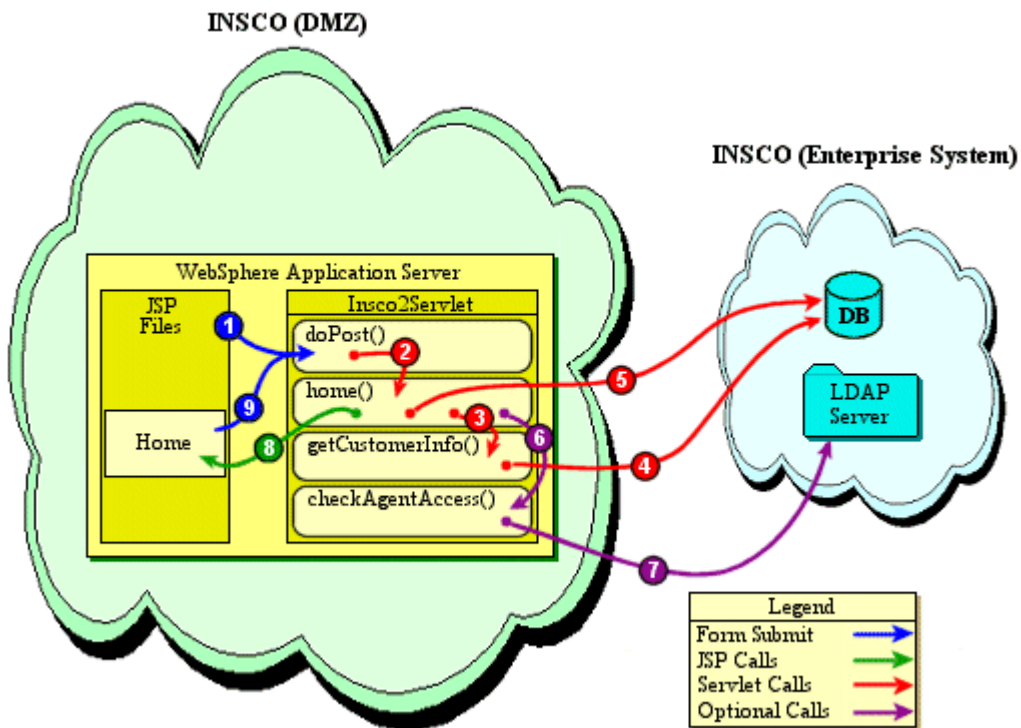 INSCO (DMZ)
INSCO (Enterprise System)
WebSphere Application Server
JSP
Files
Insco2Servlet
1
doPost()
2
DB
5
home()
9
3
LDAP
Server
Home
8
6
getCustomerInfo()
4
checkAgentAccess()
7
Legend
Form Submit
JSP Calls
Servlet Calls
Optional Calls